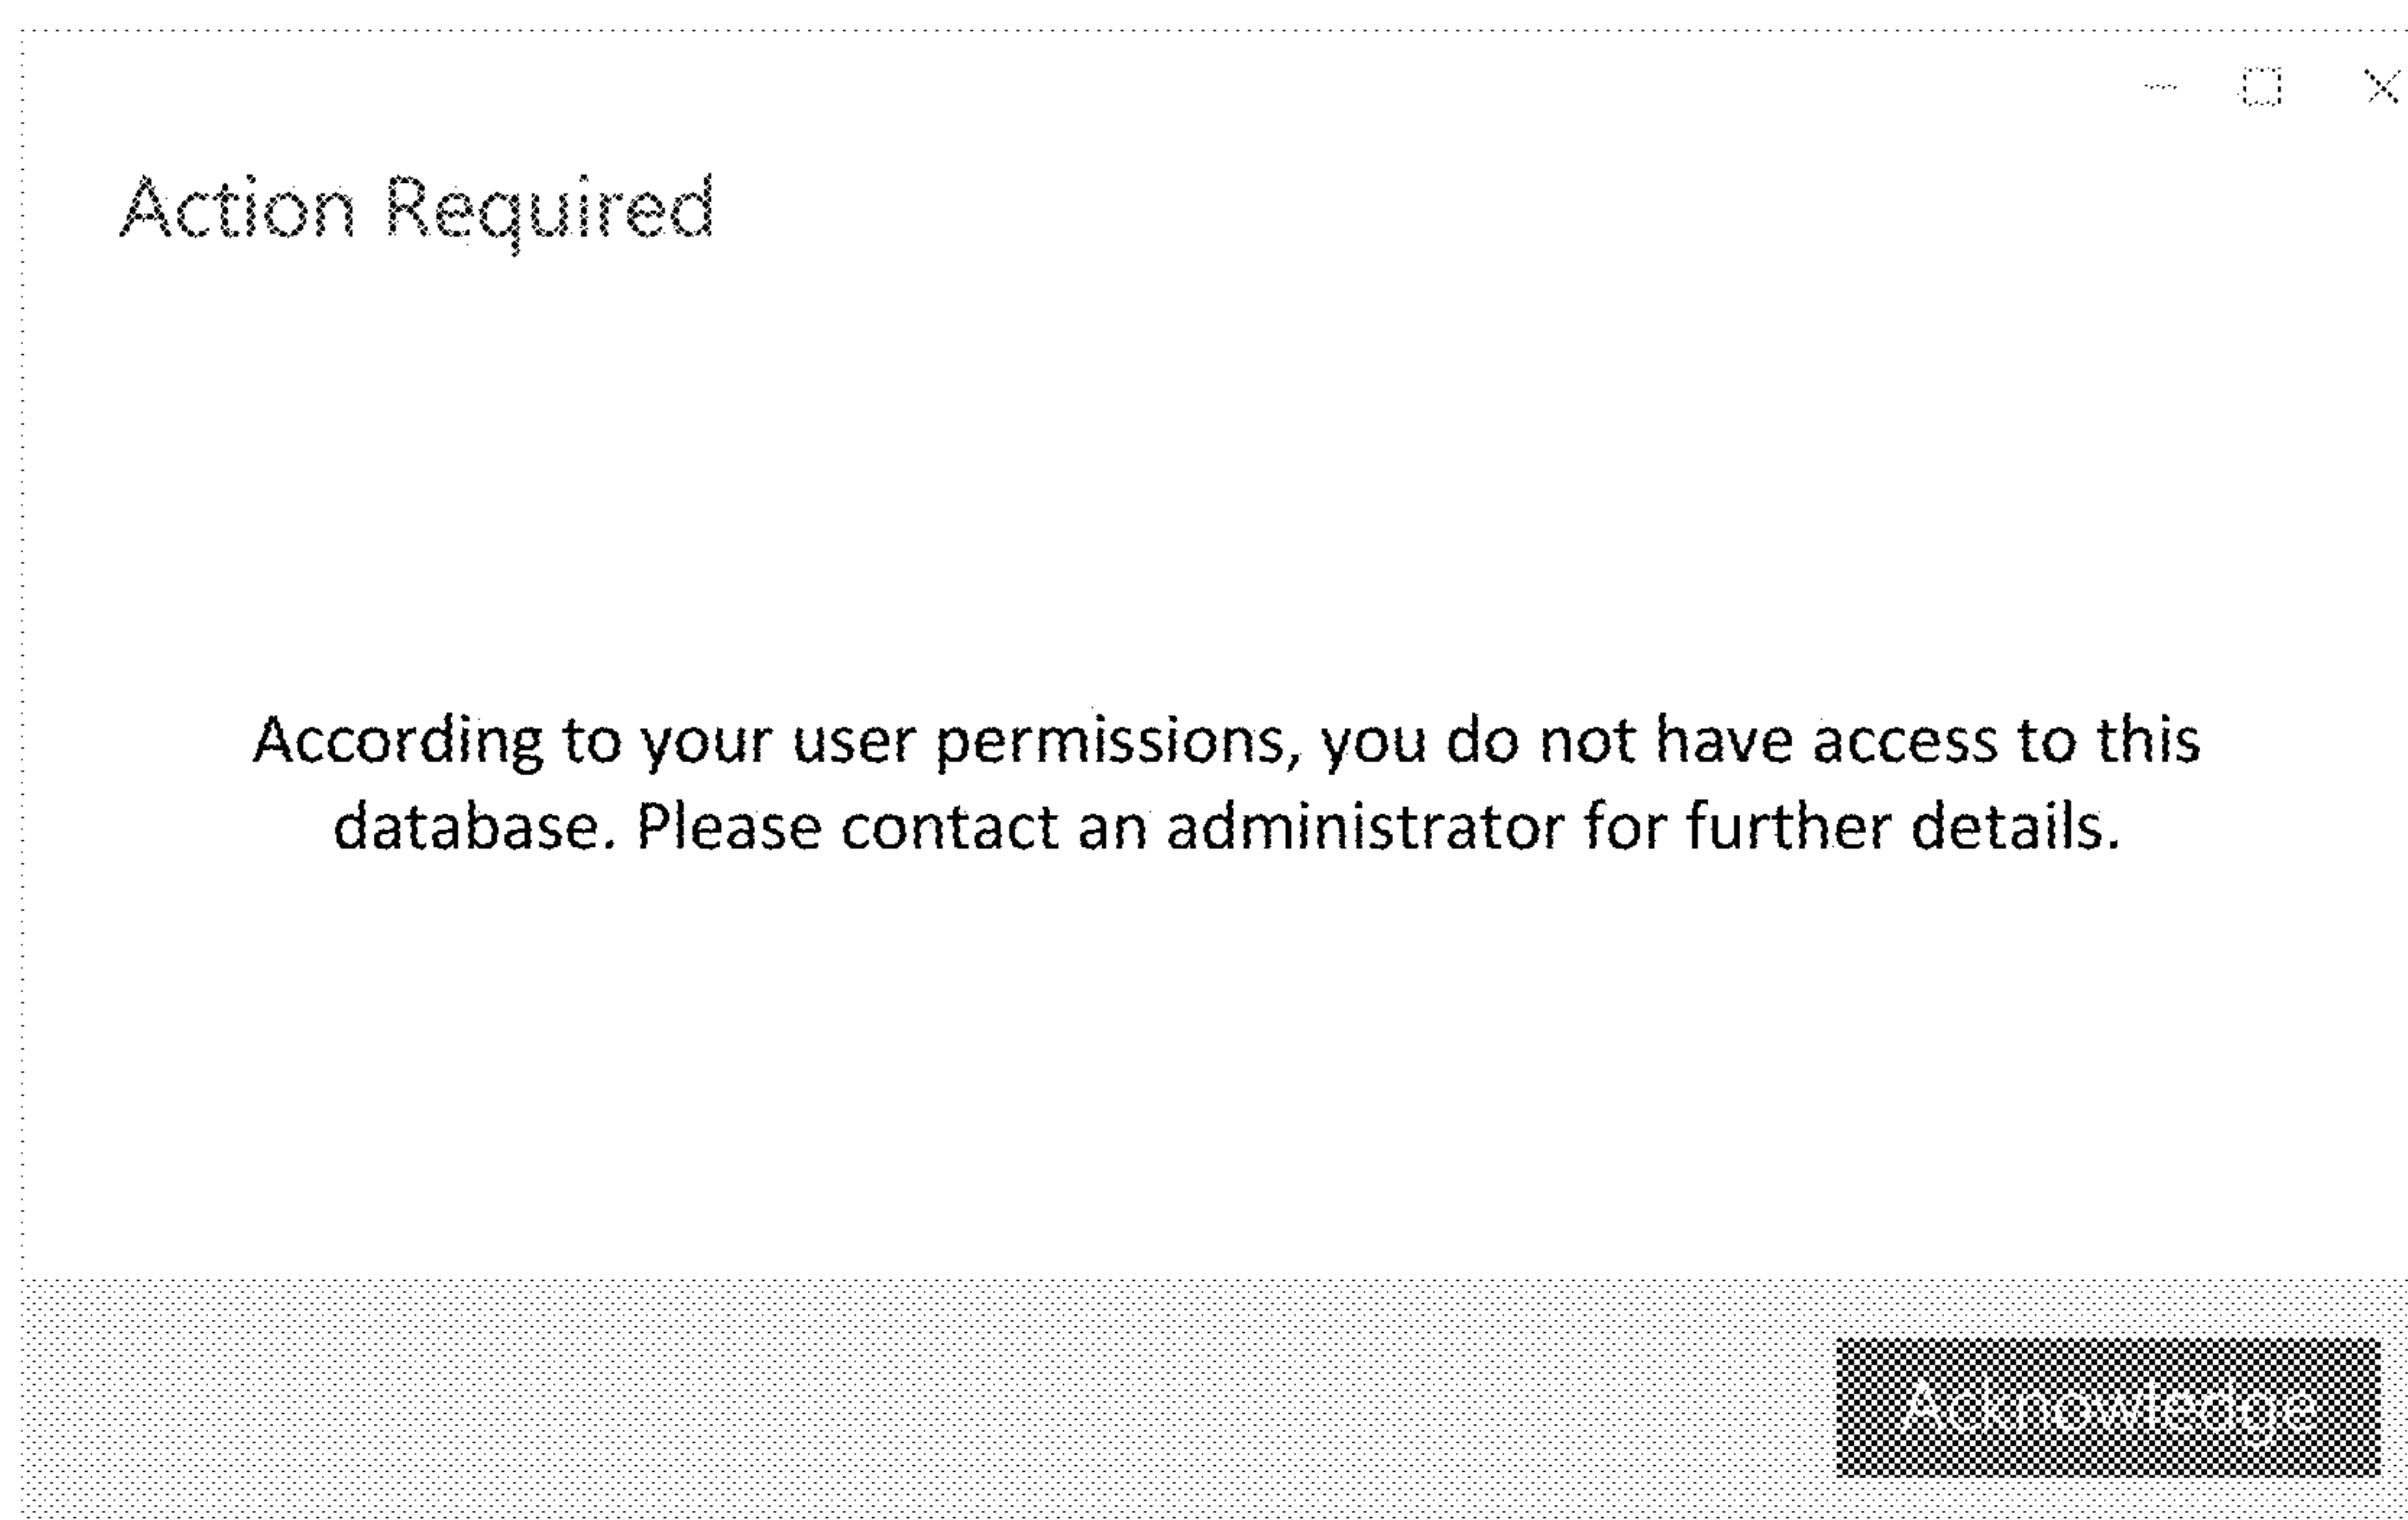 Action Required
According to your user permissions, you do not have access to this
database. Please contact an administrator for further details.
Acknowledge